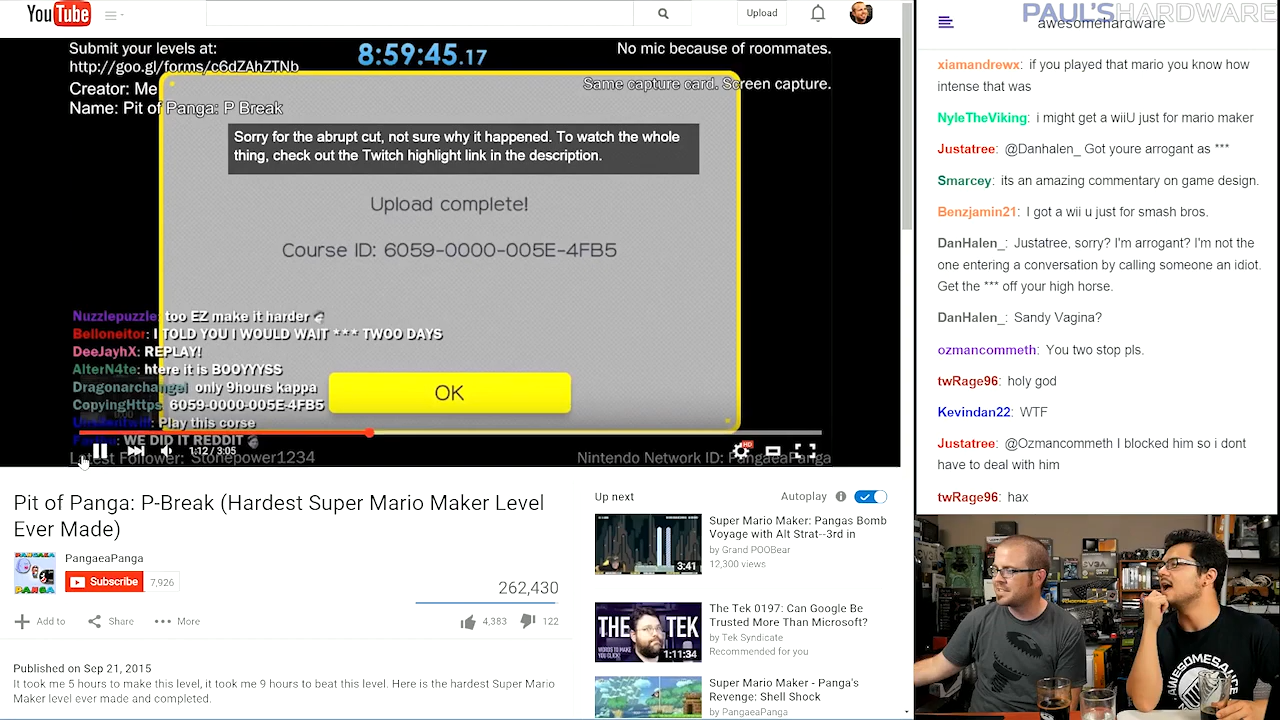 YouTube
Upload
Submit your levels at:
http://goo.gl/forms/c6dZAhZTNb
Creator: Me
Name: Pit of Panga: P Break
8:59:45.17
No mic because of roommates.
Same capture card. Screen capture.
Sorry for the abrupt cut, not sure why it happened. To watch the whole
thing, check out the Twitch highlight link in the description.
Upload complete!
Course ID: 6059-0000-005E-4FB5
Nuzzlepuzzle: too EZ make it harder
Belloneitor: I TOLD YOU I WOULD WAIT *** TWOO DAYS
DeeJayhX: REPLAY!
AlterN4te: htere it is BOOYYYSS
Dragonarchangel: only 9hours kappa
CopyingHttps: 6059-0000-005E-4FB5
Play this corse
WE DID IT REDDIT
OK
1:12 / 3:05
HD
Latest Follower: Stonepower1234
Nintendo Network ID: PangaeaPanga
Pit of Panga: P-Break (Hardest Super Mario Maker Level
Ever Made)
PangaeaPanga
Subscribe 7,926
262,430
Add to Share More
4,383 122
Published on Sep 21, 2015
It took me 5 hours to make this level, it took me 9 hours to beat this level. Here is the hardest Super Mario
Maker level ever made and completed.
Up next
Autoplay
Super Mario Maker: Pangas Bomb
Voyage with Alt Strat--3rd in
by Grand POOBear
12,300 views
3:41
The Tek 0197: Can Google Be
Trusted More Than Microsoft?
by Tek Syndicate
Recommended for you
THE TEK
WORDS TO MAKE
YOU CLICK!
1:11:34
Super Mario Maker - Panga's
Revenge: Shell Shock
by PangaeaPanga
PAUL'SHARDWARE
awesomehardware
xiamandrewx: if you played that mario you know how
intense that was
NyleTheViking: i might get a wiiU just for mario maker
Justatree: @Danhalen_ Got youre arrogant as ***
Smarcey: its an amazing commentary on game design.
Benzjamin21: I got a wii u just for smash bros.
DanHalen_: Justatree, sorry? I'm arrogant? I'm not the
one entering a conversation by calling someone an idiot.
Get the *** off your high horse.
DanHalen_: Sandy Vagina?
ozmancommeth: You two stop pls.
twRage96: holy god
Kevindan22: WTF
Justatree: @Ozmancommeth I blocked hm so i dont
have to deal with him
twRage96: hax